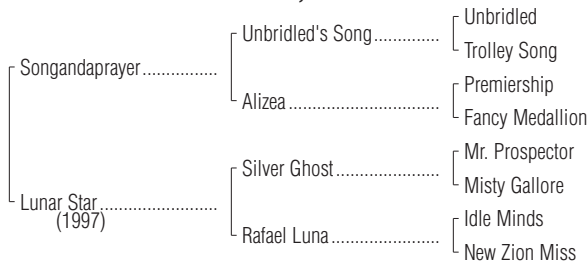 Unbridled
Unbridled's Song
Trolley Song
Songandaprayer
Premiership
Alizea
Fancy Medallion
Mr. Prospector
Silver Ghost
Misty Gallore
Lunar Star
(1997)
Idle Minds
Rafael Luna
New Zion Miss